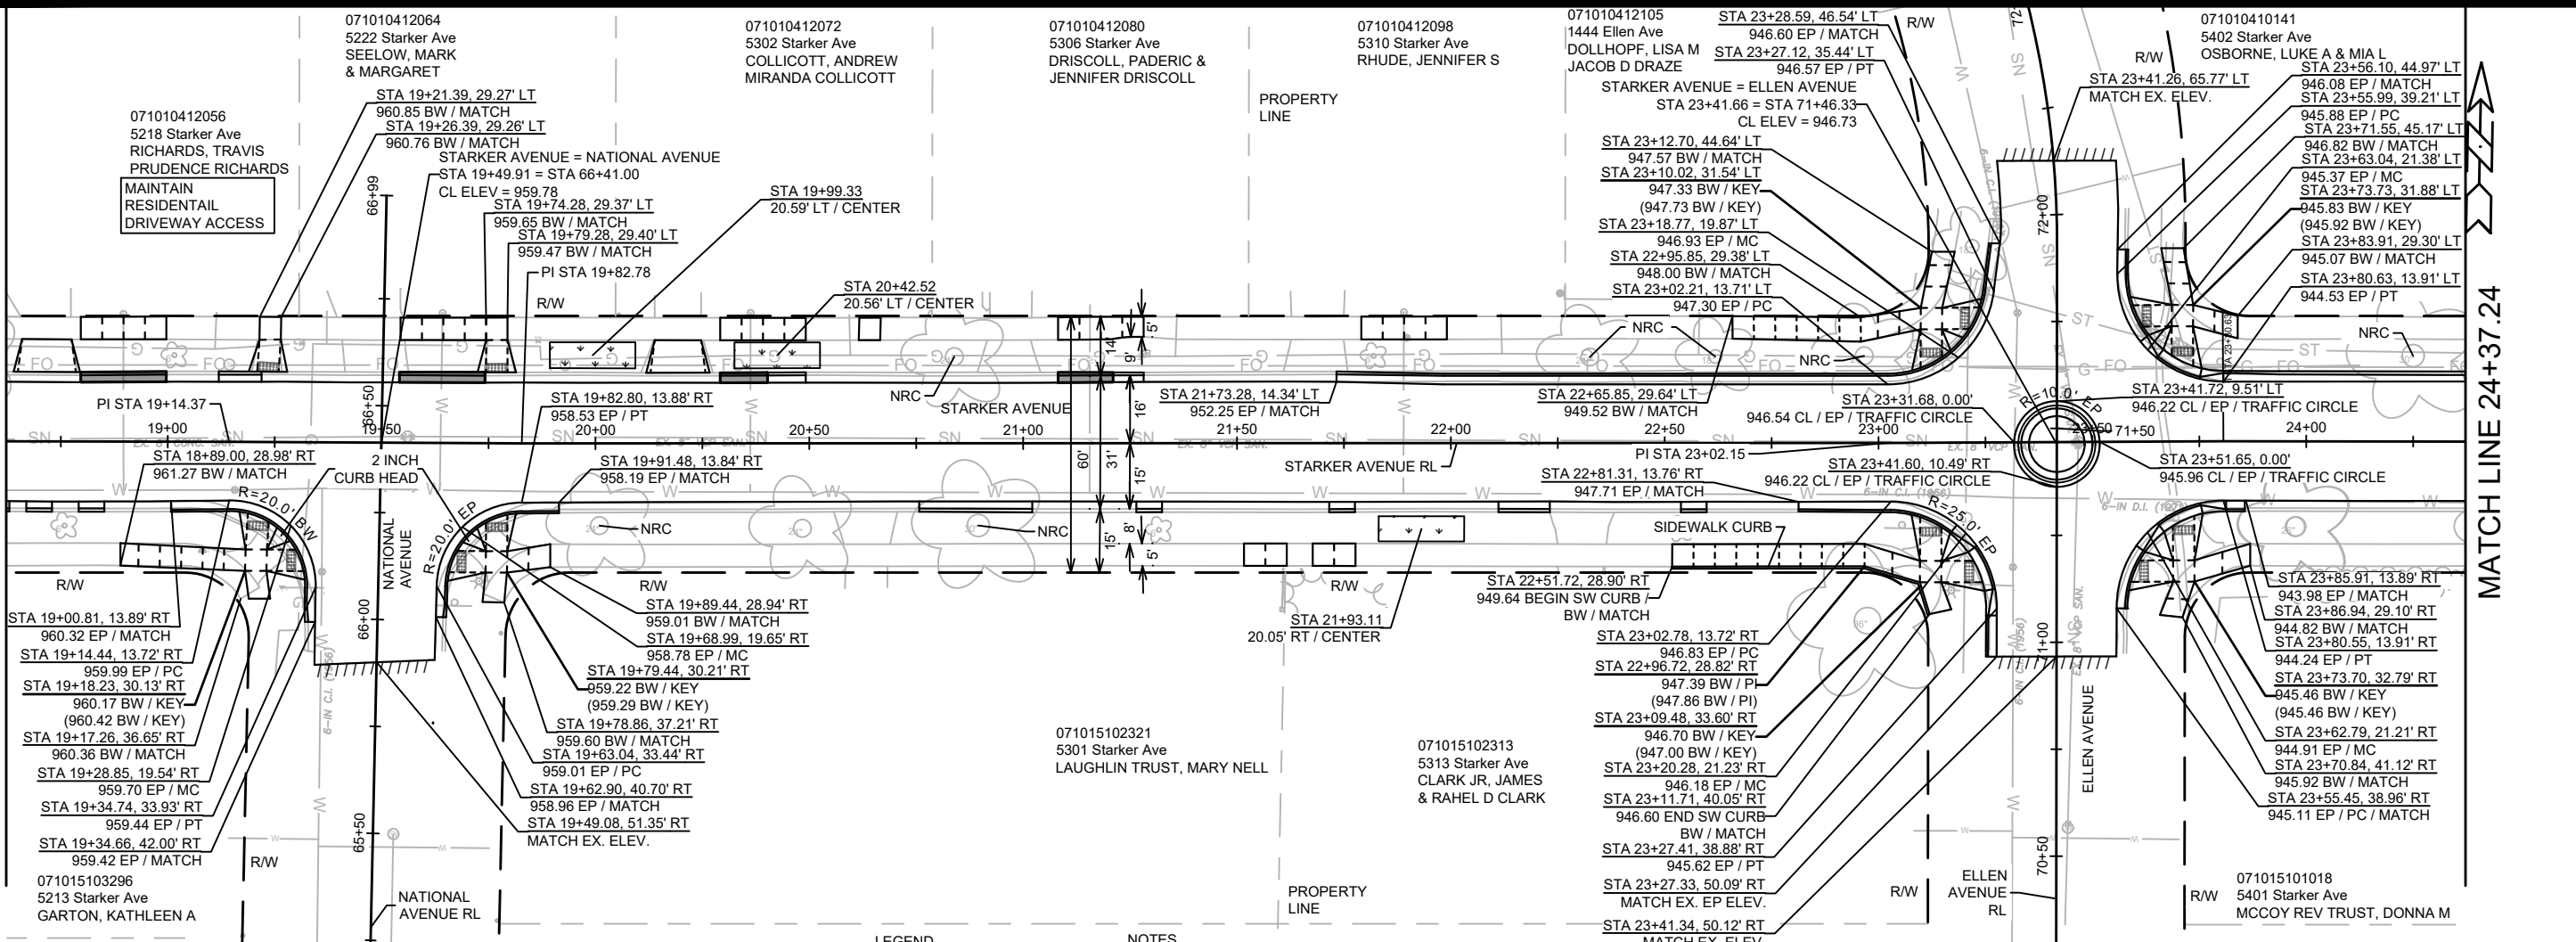 071010412056
5218 Starker Ave
RICHARDS, TRAVIS
PRUDENCE RICHARDS
MAINTAIN
RESIDENTAIL
DRIVEWAY ACCESS
071010412064
5222 Starker Ave
SEELOW, MARK
& MARGARET
STA 19+21.39, 29.27' LT
960.85 BW / MATCH
STA 19+26.39, 29.26' LT
960.76 BW / MATCH
STARKER AVENUE = NATIONAL AVENUE
STA 19+49.91 = STA 66+41.00
CL ELEV = 959.78
STA 19+74.28, 29.37' LT
959.65 BW / MATCH
STA 19+79.28, 29.40' LT
959.47 BW / MATCH
PI STA 19+82.78
R/W
66+99
071010412072
5302 Starker Ave
COLLICOTT, ANDREW
MIRANDA COLLICOTT
STA 19+99.33
20.59' LT / CENTER
STA 20+42.52
20.56' LT / CENTER
071010412080
5306 Starker Ave
DRISCOLL, PADERIC &
JENNIFER DRISCOLL
PROPERTY
LINE
071010412098
5310 Starker Ave
RHUDE, JENNIFER S
071010412105
1444 Ellen Ave
DOLLHOPF, LISA M
JACOB D DRAZE
STA 23+28.59, 46.54' LT
946.60 EP / MATCH
STA 23+27.12, 35.44' LT
946.57 EP / PT
STARKER AVENUE = ELLEN AVENUE
STA 23+41.66 = STA 71+46.33
CL ELEV = 946.73
STA 23+12.70, 44.64' LT
947.57 BW / MATCH
STA 23+10.02, 31.54' LT
947.33 BW / KEY
(947.73 BW / KEY)
STA 23+18.77, 19.87' LT
946.93 EP / MC
STA 22+95.85, 29.38' LT
948.00 BW / MATCH
STA 23+02.21, 13.71' LT
947.30 EP / PC
NRC
NRC
R/W
R/W
071010410141
5402 Starker Ave
OSBORNE, LUKE A & MIA L
STA 23+41.26, 65.77' LT
MATCH EX. ELEV.
STA 23+56.10, 44.97' LT
946.08 EP / MATCH
STA 23+55.99, 39.21' LT
945.88 EP / PC
STA 23+71.55, 45.17' LT
946.82 BW / MATCH
STA 23+63.04, 21.38' LT
945.37 EP / MC
STA 23+73.73, 31.88' LT
945.83 BW / KEY
(945.92 BW / KEY)
STA 23+83.91, 29.30' LT
945.07 BW / MATCH
STA 23+80.63, 13.91' LT
944.53 EP / PT
NRC
72+00
MATCH LINE 24+37.24
PI STA 19+14.37
66+50
STA 19+82.80, 13.88' RT
958.53 EP / PT
NRC
STARKER AVENUE
14'
9'
5'
16'
60'
31'
15'
15'
8'
5'
STA 21+73.28, 14.34' LT
952.25 EP / MATCH
STA 22+65.85, 29.64' LT
949.52 BW / MATCH
STA 23+31.68, 0.00'
946.54 CL / EP / TRAFFIC CIRCLE
R=10.0' EP
STA 23+41.72, 9.51' LT
946.22 CL / EP / TRAFFIC CIRCLE
19+00
19+50
20+00
20+50
21+00
21+50
22+00
22+50
23+00
23+50
71+50
24+00
STA 18+89.00, 28.98' RT
961.27 BW / MATCH
2 INCH
CURB HEAD
STA 19+91.48, 13.84' RT
958.19 EP / MATCH
STARKER AVENUE RL
PI STA 23+02.15
STA 22+81.31, 13.76' RT
947.71 EP / MATCH
STA 23+41.60, 10.49' RT
946.22 CL / EP / TRAFFIC CIRCLE
STA 23+51.65, 0.00'
945.96 CL / EP / TRAFFIC CIRCLE
R=20.0' BW
NATIONAL
AVENUE
R=20.0' EP
NRC
NRC
SIDEWALK CURB
R=25.0' EP
6-IN C.I. (1956)
R/W
R/W
R/W
66+00
STA 19+00.81, 13.89' RT
960.32 EP / MATCH
STA 19+14.44, 13.72' RT
959.99 EP / PC
STA 19+18.23, 30.13' RT
960.17 BW / KEY
(960.42 BW / KEY)
STA 19+17.26, 36.65' RT
960.36 BW / MATCH
STA 19+28.85, 19.54' RT
959.70 EP / MC
STA 19+34.74, 33.93' RT
959.44 EP / PT
STA 19+34.66, 42.00' RT
959.42 EP / MATCH
071015103296
5213 Starker Ave
GARTON, KATHLEEN A
R/W
6-IN C.I. (1956)
65+50
NATIONAL
AVENUE RL
STA 19+89.44, 28.94' RT
959.01 BW / MATCH
STA 19+68.99, 19.65' RT
958.78 EP / MC
STA 19+79.44, 30.21' RT
959.22 BW / KEY
(959.29 BW / KEY)
STA 19+78.86, 37.21' RT
959.60 BW / MATCH
STA 19+63.04, 33.44' RT
959.01 EP / PC
STA 19+62.90, 40.70' RT
958.96 EP / MATCH
STA 19+49.08, 51.35' RT
MATCH EX. ELEV.
071015102321
5301 Starker Ave
LAUGHLIN TRUST, MARY NELL
STA 21+93.11
20.05' RT / CENTER
071015102313
5313 Starker Ave
CLARK JR, JAMES
& RAHEL D CLARK
PROPERTY
LINE
STA 22+51.72, 28.90' RT
949.64 BEGIN SW CURB /
BW / MATCH
STA 23+02.78, 13.72' RT
946.83 EP / PC
STA 22+96.72, 28.82' RT
947.39 BW / PI
(947.86 BW / PI)
STA 23+09.48, 33.60' RT
946.70 BW / KEY
(947.00 BW / KEY)
STA 23+20.28, 21.23' RT
946.18 EP / MC
STA 23+11.71, 40.05' RT
946.60 END SW CURB
BW / MATCH
STA 23+27.41, 38.88' RT
945.62 EP / PT
STA 23+27.33, 50.09' RT
MATCH EX. EP ELEV.
STA 23+41.34, 50.12' RT
MATCH EX. ELEV.
71+00
70+50
ELLEN AVENUE
ELLEN
AVENUE
RL
R/W
R/W
STA 23+85.91, 13.89' RT
943.98 EP / MATCH
STA 23+86.94, 29.10' RT
944.82 BW / MATCH
STA 23+80.55, 13.91' RT
944.24 EP / PT
STA 23+73.70, 32.79' RT
945.46 BW / KEY
(945.46 BW / KEY)
STA 23+62.79, 21.21' RT
944.91 EP / MC
STA 23+70.84, 41.12' RT
945.92 BW / MATCH
STA 23+55.45, 38.96' RT
945.11 EP / PC / MATCH
071015101018
5401 Starker Ave
MCCOY REV TRUST, DONNA M
LEGEND
NOTES